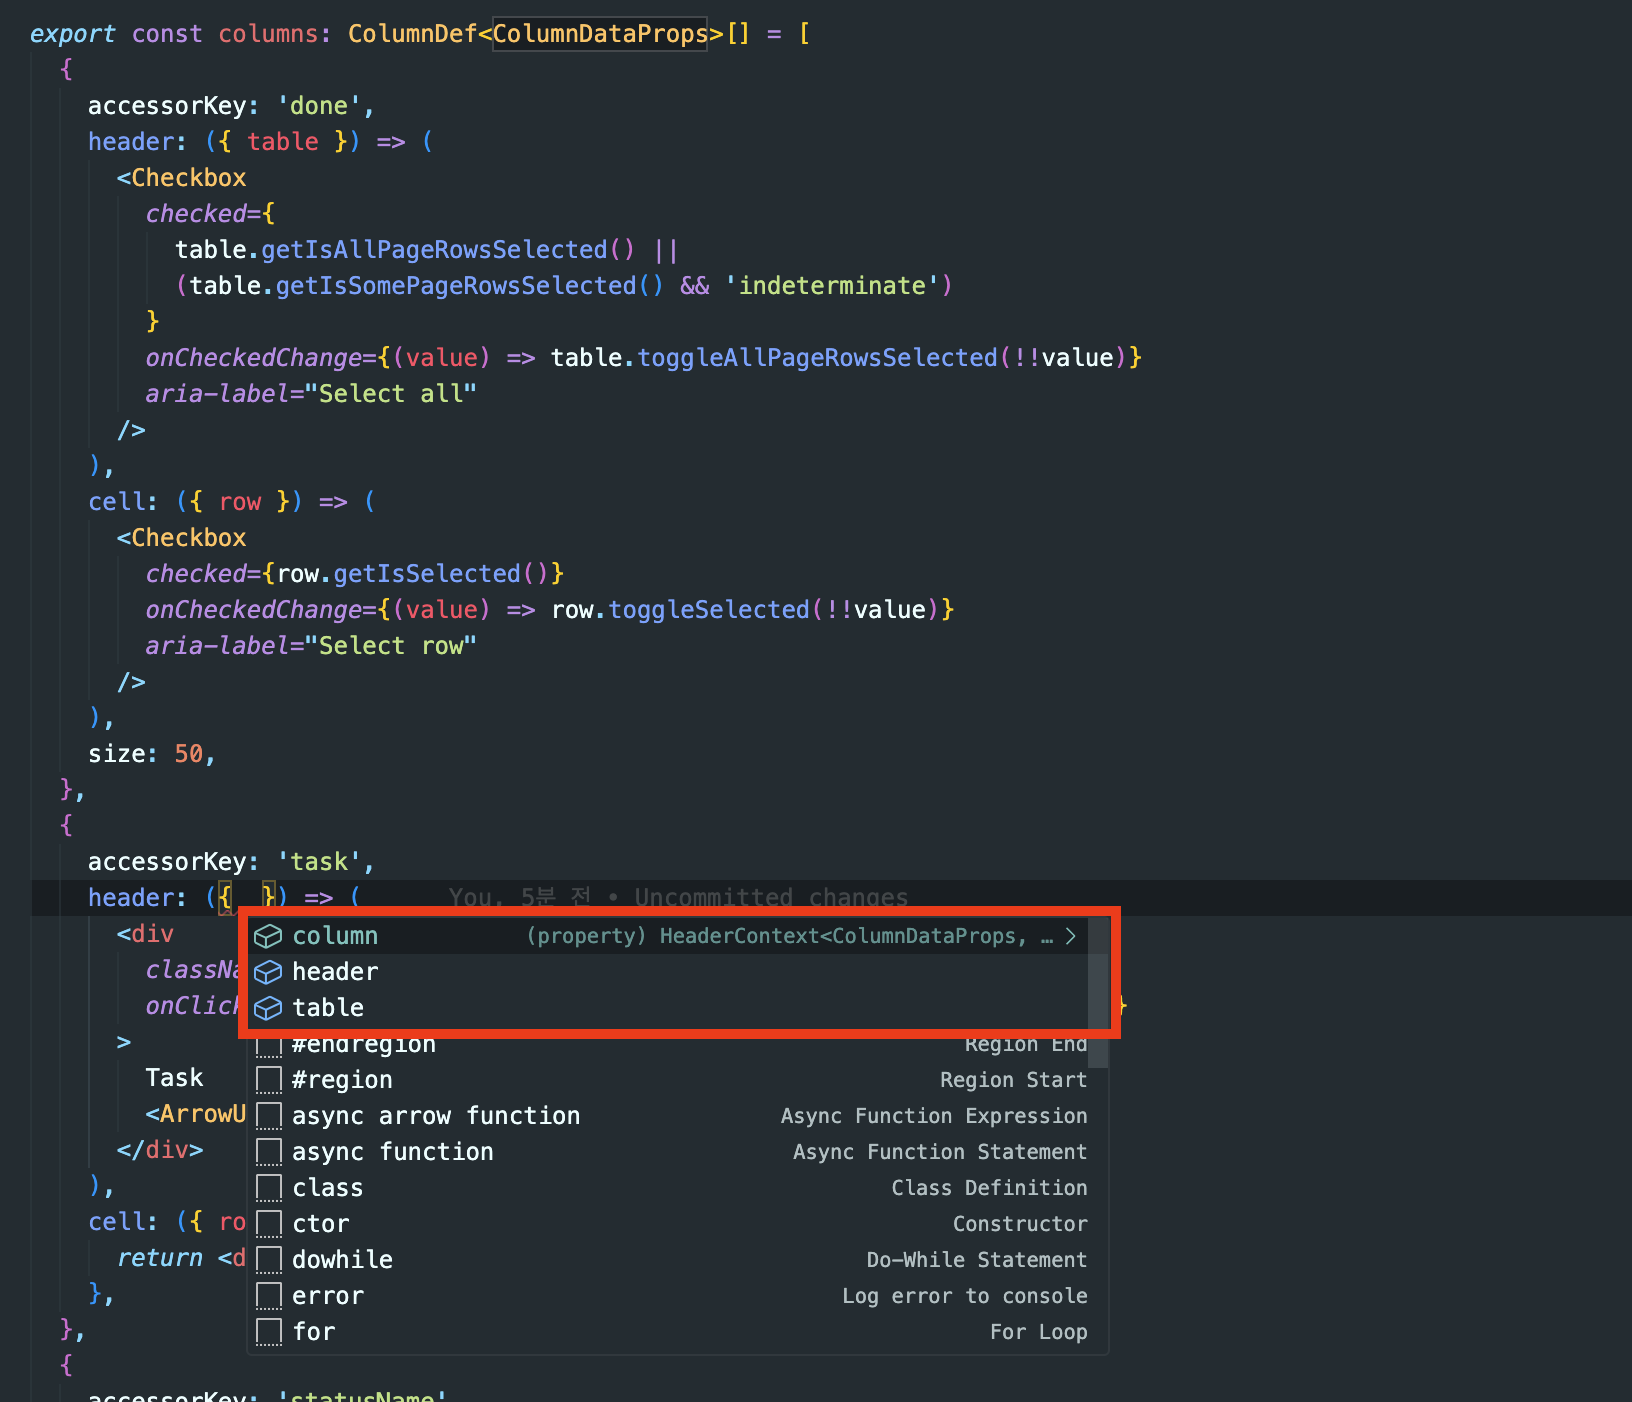 export const columns: ColumnDef<ColumnDataProps>[] = [
{
accessorKey: 'done',
header: ({ table }) => (
<Checkbox
checked={
table.getIsAllPageRowsSelected() ||
(table.getIsSomePageRowsSelected() && 'indeterminate')
}
onCheckedChange={(value) => table.toggleAllPageRowsSelected(!!value)}
aria-label="Select all"
/>
),
cell: ({ row }) => (
<Checkbox
checked={row.getIsSelected()}
onCheckedChange={(value) => row.toggleSelected(!!value)}
aria-label="Select row"
/>
),
size: 50,
},
{
accessorKey: 'task',
header: ({  }) => ( You, 5분 전 • Uncommitted changes
<div column (property) HeaderContext<ColumnDataProps, …
classNa header
onClick table }
> #endregion Region End
Task #region Region Start
<ArrowU async arrow function Async Function Expression
</div> async function Async Function Statement
), class Class Definition
cell: ({ ro ctor Constructor
return <d dowhile Do-While Statement
}, error Log error to console
}, for For Loop
{
accessorKey: 'statusName'